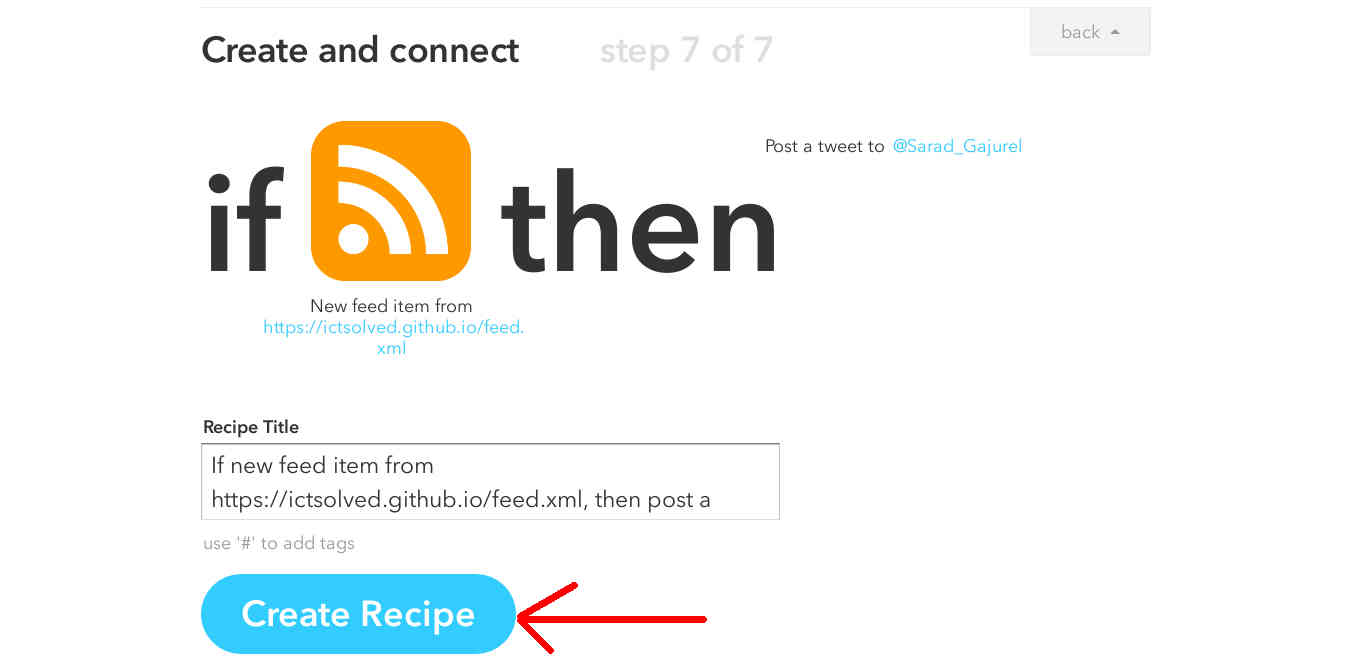 back
Create and connect step 7 of 7
Post a tweet to @Sarad_Gajurel
if then
New feed item from
https://ictsolved.github.io/feed.
xml
Recipe Title
If new feed item from
https://ictsolved.github.io/feed.xml, then post a
use '#' to add tags
Create Recipe